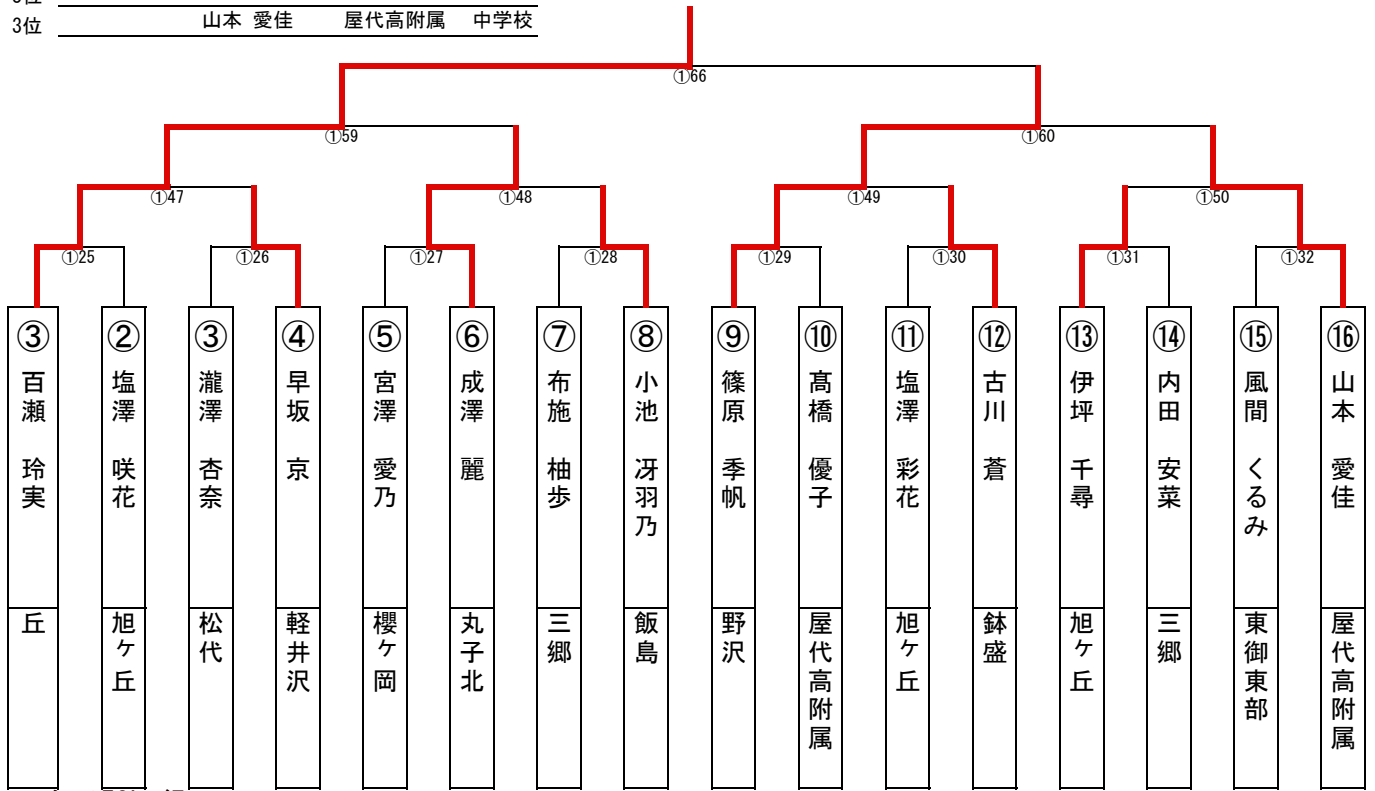 3位 山本 愛佳 屋代高附属 中学校
①66
①59 ①60
①47 ①48 ①49 ①50
①25 ①26 ①27 ①28 ①29 ①30 ①31 ①32
③ 百瀬 玲実 丘
② 塩澤 咲花 旭ケ丘
③ 瀧澤 杏奈 松代
④ 早坂 京 軽井沢
⑤ 宮澤 愛乃 櫻ケ岡
⑥ 成澤 麗 丸子北
⑦ 布施 柚歩 三郷
⑧ 小池 冴羽乃 飯島
⑨ 篠原 季帆 野沢
⑩ 髙橋 優子 屋代高附属
⑪ 塩澤 彩花 旭ケ丘
⑫ 古川 蒼 鉢盛
⑬ 伊坪 千尋 旭ケ丘
⑭ 内田 安菜 三郷
⑮ 風間 くるみ 東御東部
⑯ 山本 愛佳 屋代高附属